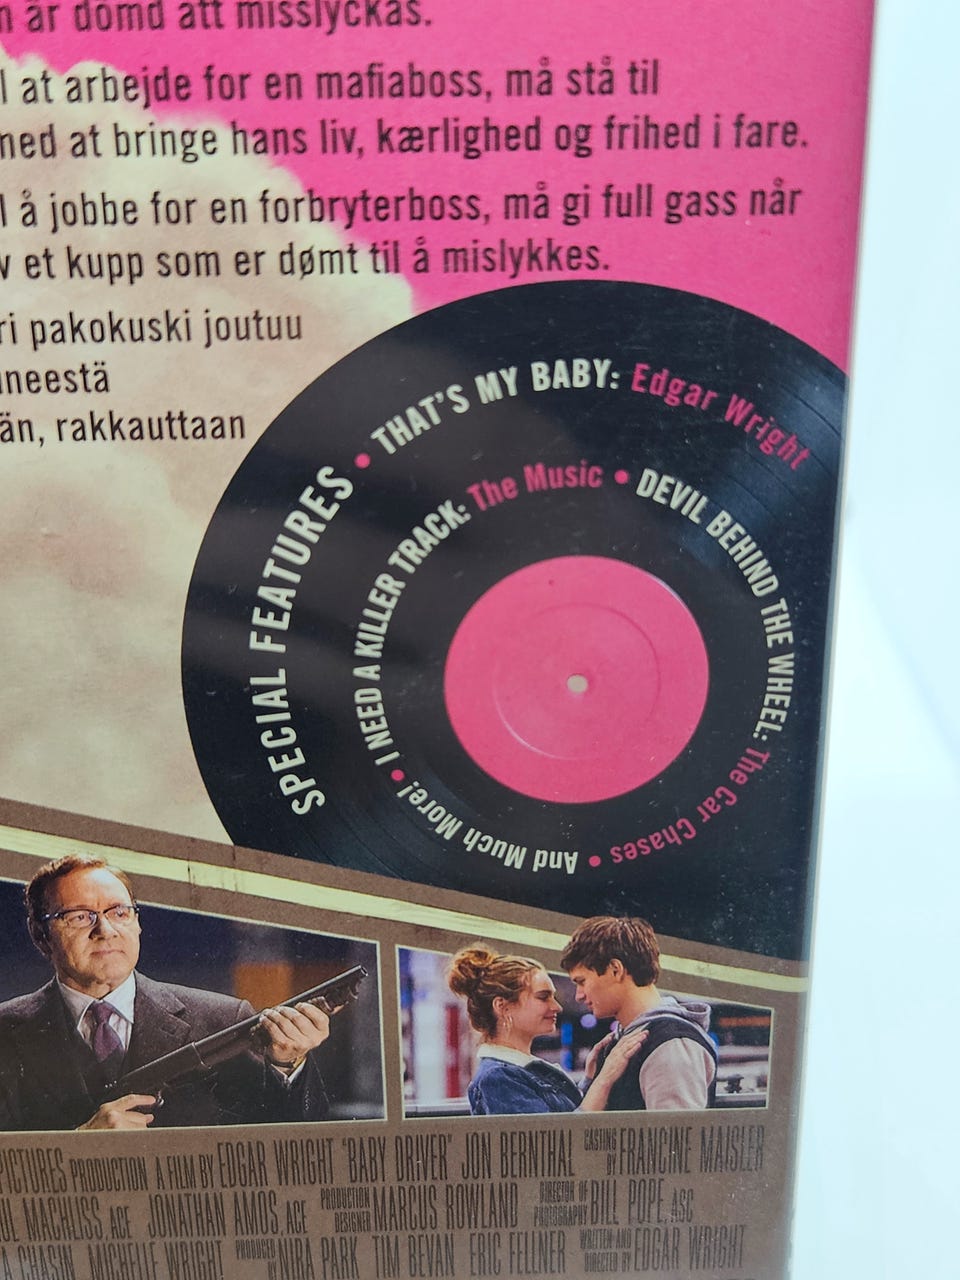 är dömd att misslyckas.
at arbejde for en mafiaboss, må stå til
med at bringe hans liv, kærlighed og frihed i fare.
å jobbe for en forbryterboss, må gi full gass når
et kupp som er dømt til å mislykkes.
pakokuski joutuu
rakkauttaan
SPECIAL FEATURES • THAT'S MY BABY: Edgar Wright
• I NEED A KILLER TRACK: The Music • DEVIL BEHIND THE WHEEL: The Car Chases • And Much More!
PICTURES PRODUCTION A FILM BY EDGAR WRIGHT "BABY DRIVER" JON BERNTHAL CASTING BY FRANCINE MAISLER
MACHLISS, ACE JONATHAN AMOS, ACE PRODUCTION DESIGNER MARCUS ROWLAND DIRECTOR OF PHOTOGRAPHY BILL POPE, ASC
CHASIN MICHELLE WRIGHT PRODUCED BY NIRA PARK TIM BEVAN ERIC FELLNER WRITTEN AND DIRECTED BY EDGAR WRIGHT